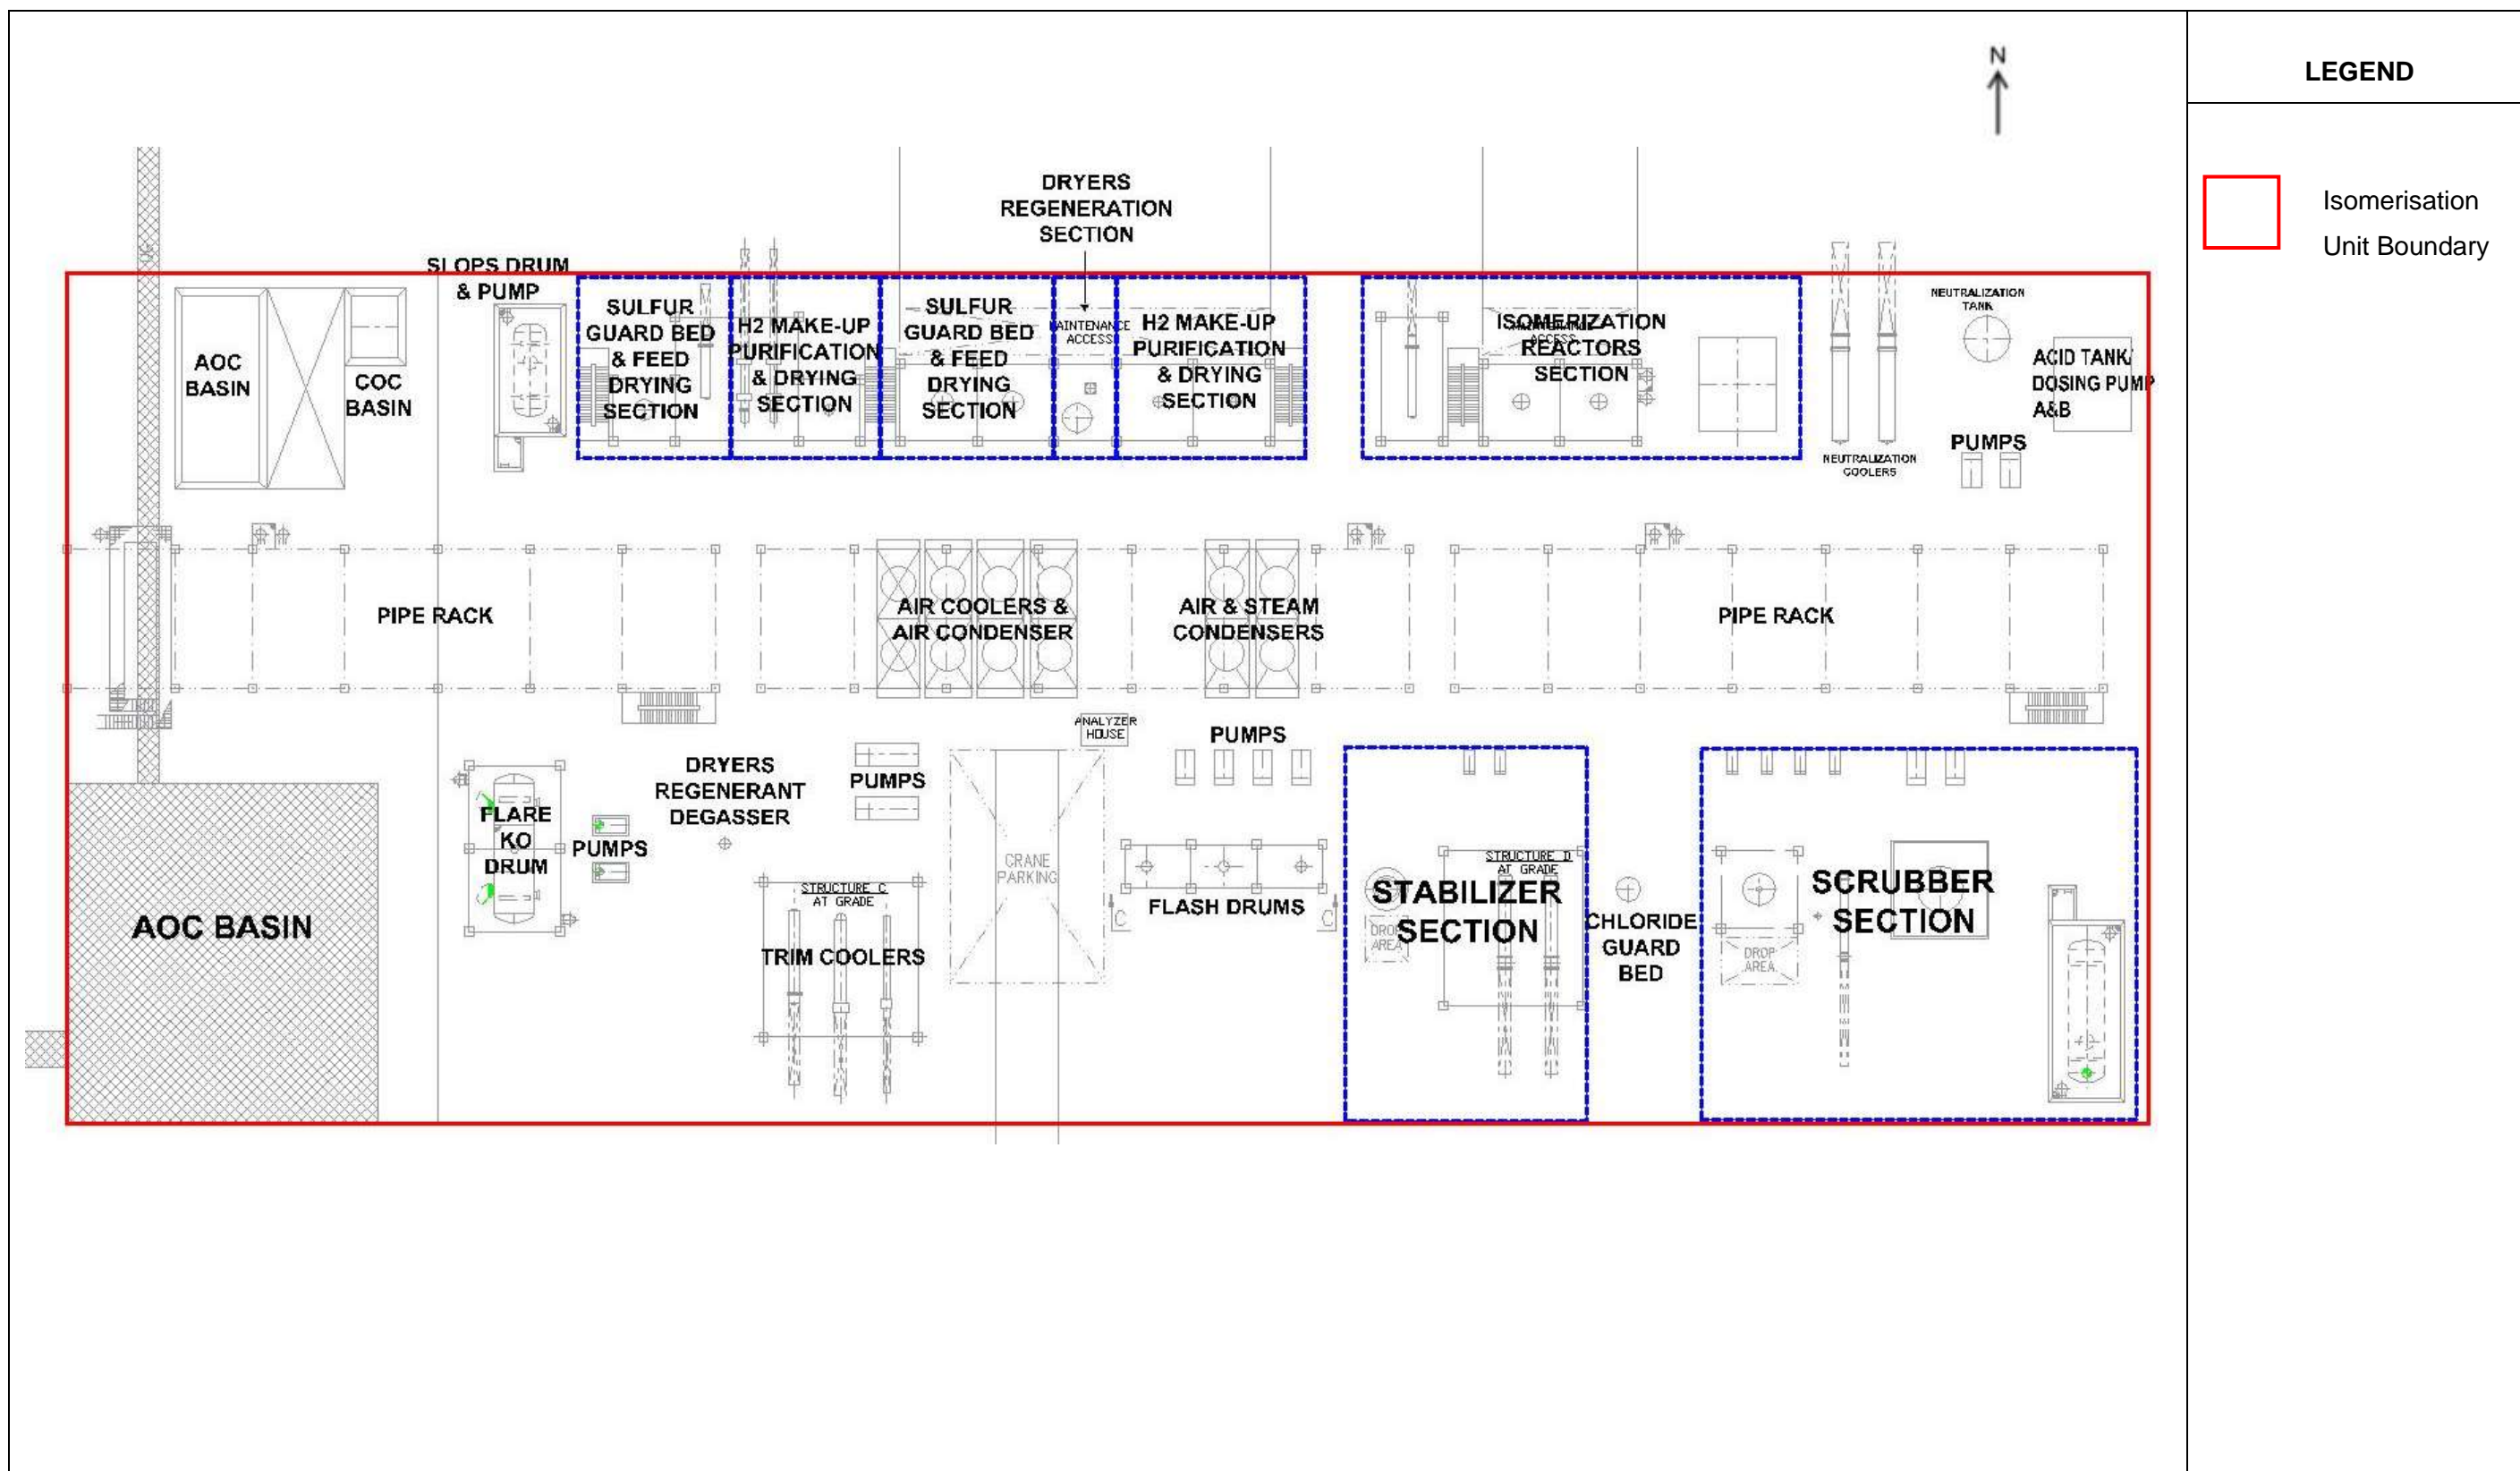 N
LEGEND
Isomerisation
Unit Boundary
DRYERS
REGENERATION
SECTION
SLOPS DRUM
& PUMP
AOC
BASIN
COC
BASIN
SULFUR
GUARD BED
& FEED
DRYING
SECTION
H2 MAKE-UP
PURIFICATION
& DRYING
SECTION
SULFUR
GUARD BED
& FEED
DRYING
SECTION
MAINTENANCE
ACCESS
H2 MAKE-UP
PURIFICATION
& DRYING
SECTION
ISOMERIZATION
REACTORS
SECTION
MAINTENANCE
ACCESS
NEUTRALIZATION
TANK
ACID TANK/
DOSING PUMP
A&B
PUMPS
NEUTRALIZATION
COOLERS
PIPE RACK
AIR COOLERS &
AIR CONDENSER
AIR & STEAM
CONDENSERS
PIPE RACK
ANALYZER
HOUSE
PUMPS
DRYERS
REGENERANT
DEGASSER
PUMPS
FLARE
KO
DRUM
PUMPS
AOC BASIN
STRUCTURE C
AT GRADE
TRIM COOLERS
CRANE
PARKING
FLASH DRUMS
C
C
STRUCTURE D
AT GRADE
STABILIZER
SECTION
DROP
AREA
CHLORIDE
GUARD
BED
SCRUBBER
SECTION
DROP
AREA